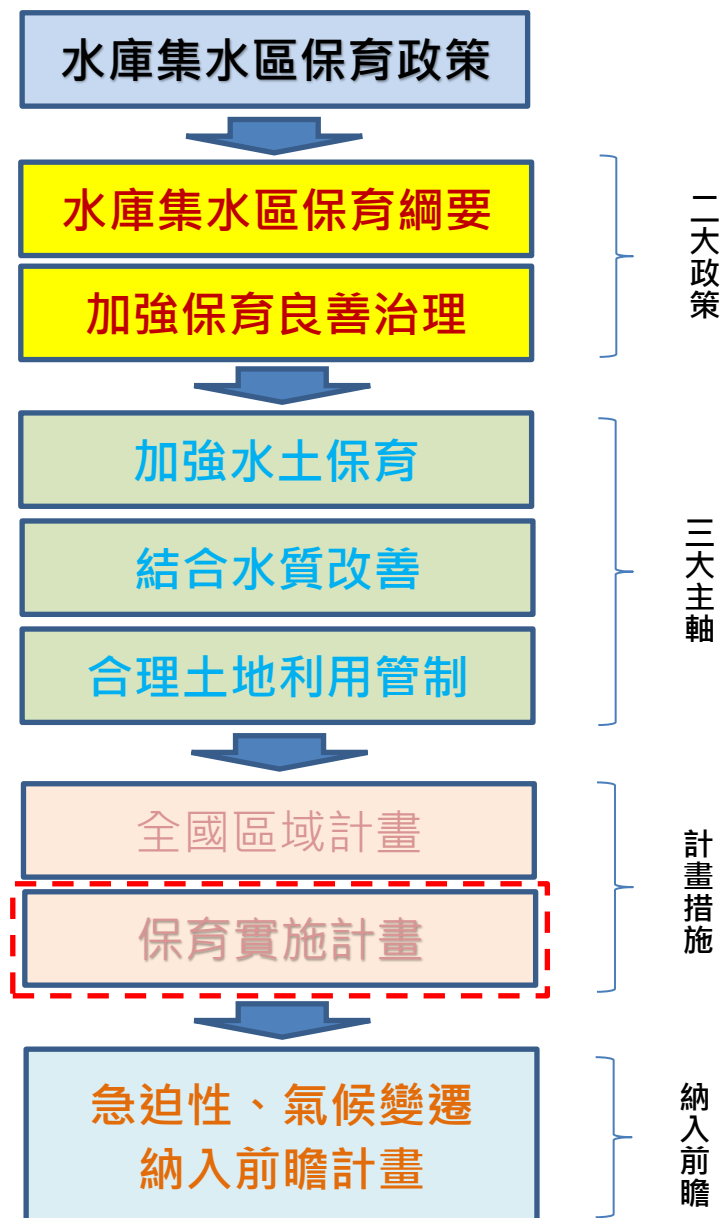 水庫集水區保育政策
水庫集水區保育綱要
加強保育良善治理
二大政策
加強水土保育
結合水質改善
合理土地利用管制
三大主軸
全國區域計畫
保育實施計畫
計畫措施
急迫性、氣候變遷
納入前瞻計畫
納入前瞻